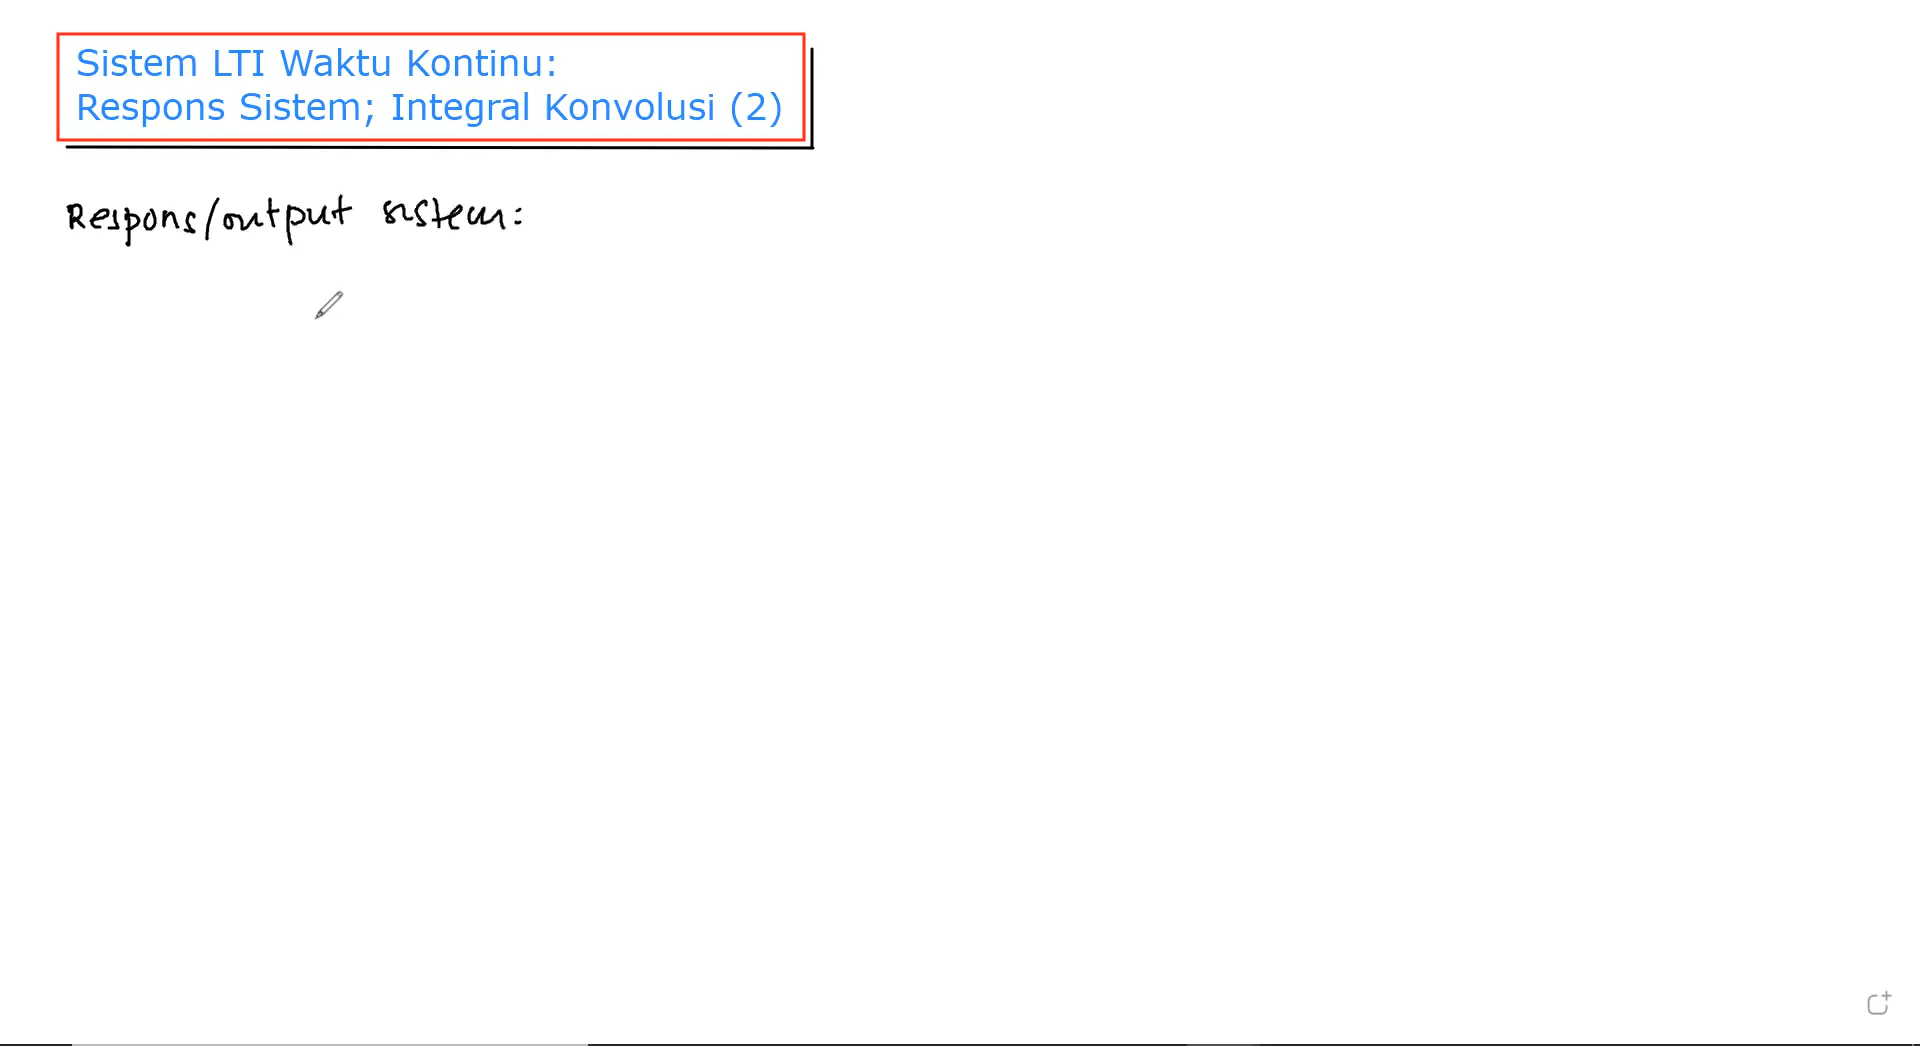 Sistem LTI Waktu Kontinu:
Respons Sistem; Integral Konvolusi (2)
Respons/output sistem: